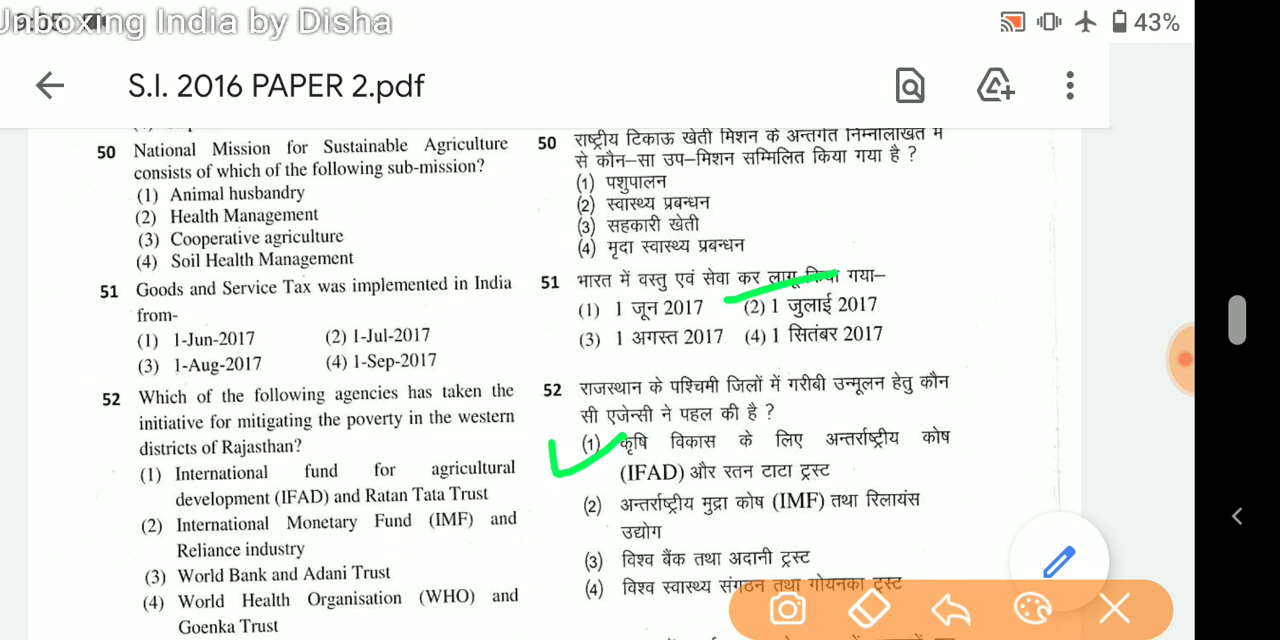 Unboxing India by Disha
43%
S.I. 2016 PAPER 2.pdf
50 National Mission for Sustainable Agriculture
consists of which of the following sub-mission?
(1) Animal husbandry
(2) Health Management
(3) Cooperative agriculture
(4) Soil Health Management
51 Goods and Service Tax was implemented in India
from-
(1) 1-Jun-2017 (2) 1-Jul-2017
(3) 1-Aug-2017 (4) 1-Sep-2017
52 Which of the following agencies has taken the
initiative for mitigating the poverty in the western
districts of Rajasthan?
(1) International fund for agricultural
development (IFAD) and Ratan Tata Trust
(2) International Monetary Fund (IMF) and
Reliance industry
(3) World Bank and Adani Trust
(4) World Health Organisation (WHO) and
Goenka Trust
50 राष्ट्रीय टिकाऊ खेती मिशन के अन्तर्गत निम्नलिखित में
से कौन–सा उप–मिशन सम्मिलित किया गया है ?
(1) पशुपालन
(2) स्वास्थ्य प्रबन्धन
(3) सहकारी खेती
(4) मृदा स्वास्थ्य प्रबन्धन
51 भारत में वस्तु एवं सेवा कर लागू किया गया–
(1) 1 जून 2017 (2) 1 जुलाई 2017
(3) 1 अगस्त 2017 (4) 1 सितंबर 2017
52 राजस्थान के पश्चिमी जिलों में गरीबी उन्मूलन हेतु कौन
सी एजेन्सी ने पहल की है ?
(1) कृषि विकास के लिए अन्तर्राष्ट्रीय कोष
(IFAD) और रतन टाटा ट्रस्ट
(2) अन्तर्राष्ट्रीय मुद्रा कोष (IMF) तथा रिलायंस
उद्योग
(3) विश्व बैंक तथा अदानी ट्रस्ट
(4) विश्व स्वास्थ्य संगठन तथा गोयनका ट्रस्ट